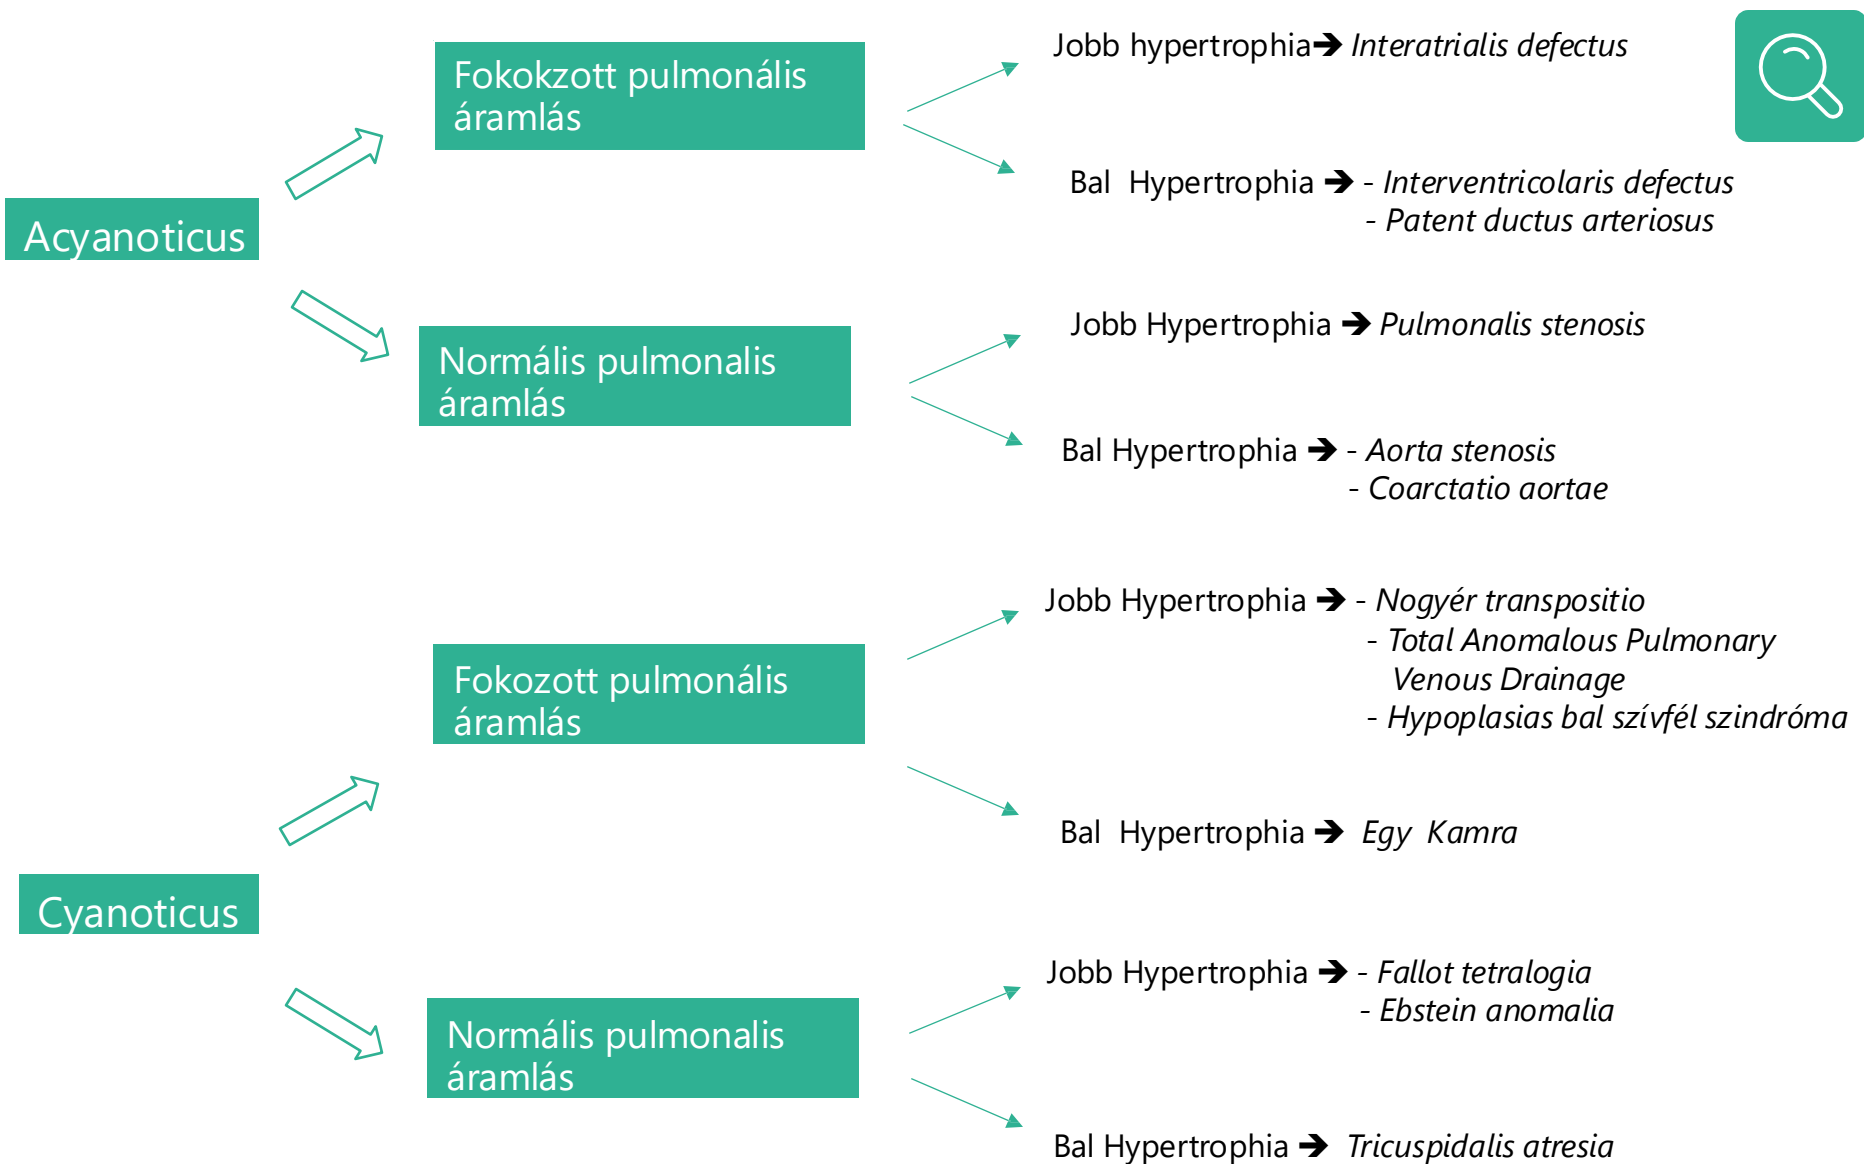 Acyanoticus
Fokokzott pulmonális
áramlás
Jobb hypertrophia➔ Interatrialis defectus
Bal Hypertrophia ➔ - Interventricolaris defectus
- Patent ductus arteriosus
Normális pulmonalis
áramlás
Jobb Hypertrophia ➔ Pulmonalis stenosis
Bal Hypertrophia ➔ - Aorta stenosis
- Coarctatio aortae
Cyanoticus
Fokozott pulmonális
áramlás
Jobb Hypertrophia ➔ - Nogyér transpositio
- Total Anomalous Pulmonary
Venous Drainage
- Hypoplasias bal szívfél szindróma
Bal Hypertrophia ➔ Egy Kamra
Normális pulmonalis
áramlás
Jobb Hypertrophia ➔ - Fallot tetralogia
- Ebstein anomalia
Bal Hypertrophia ➔ Tricuspidalis atresia